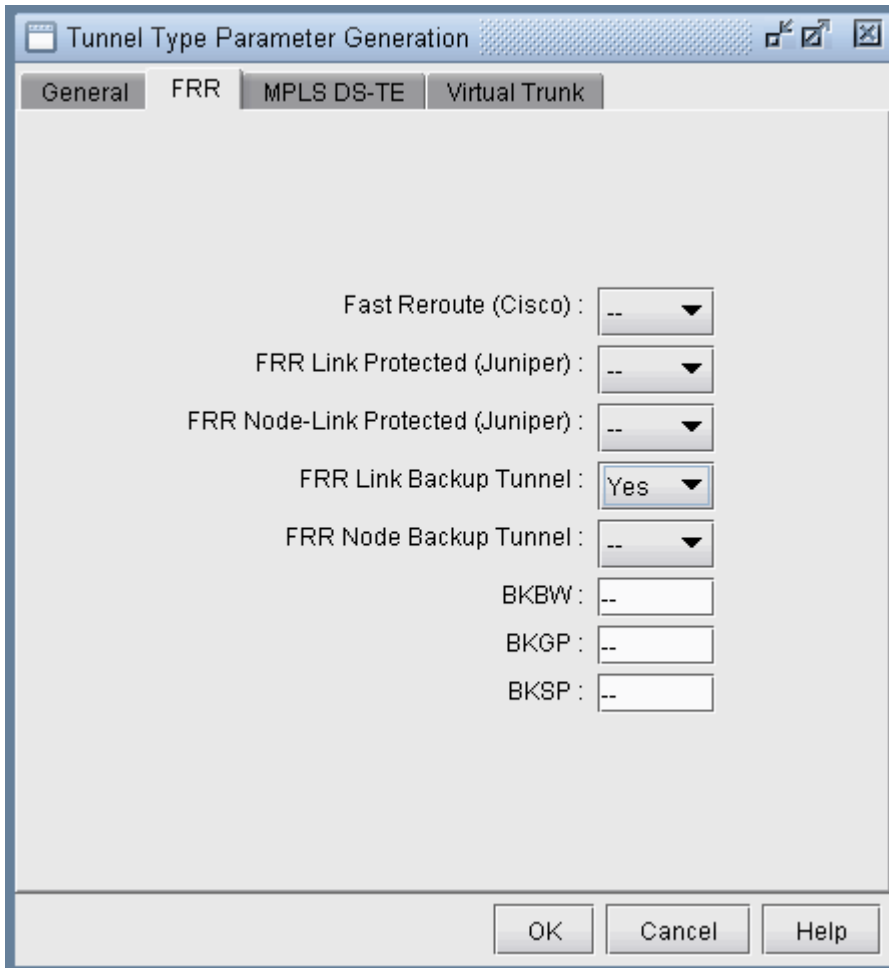 Tunnel Type Parameter Generation
General FRR MPLS DS-TE Virtual Trunk
Fast Reroute (Cisco) : --
FRR Link Protected (Juniper) : --
FRR Node-Link Protected (Juniper) : --
FRR Link Backup Tunnel : Yes
FRR Node Backup Tunnel : --
BKBW : --
BKGP : --
BKSP : --
OK Cancel Help